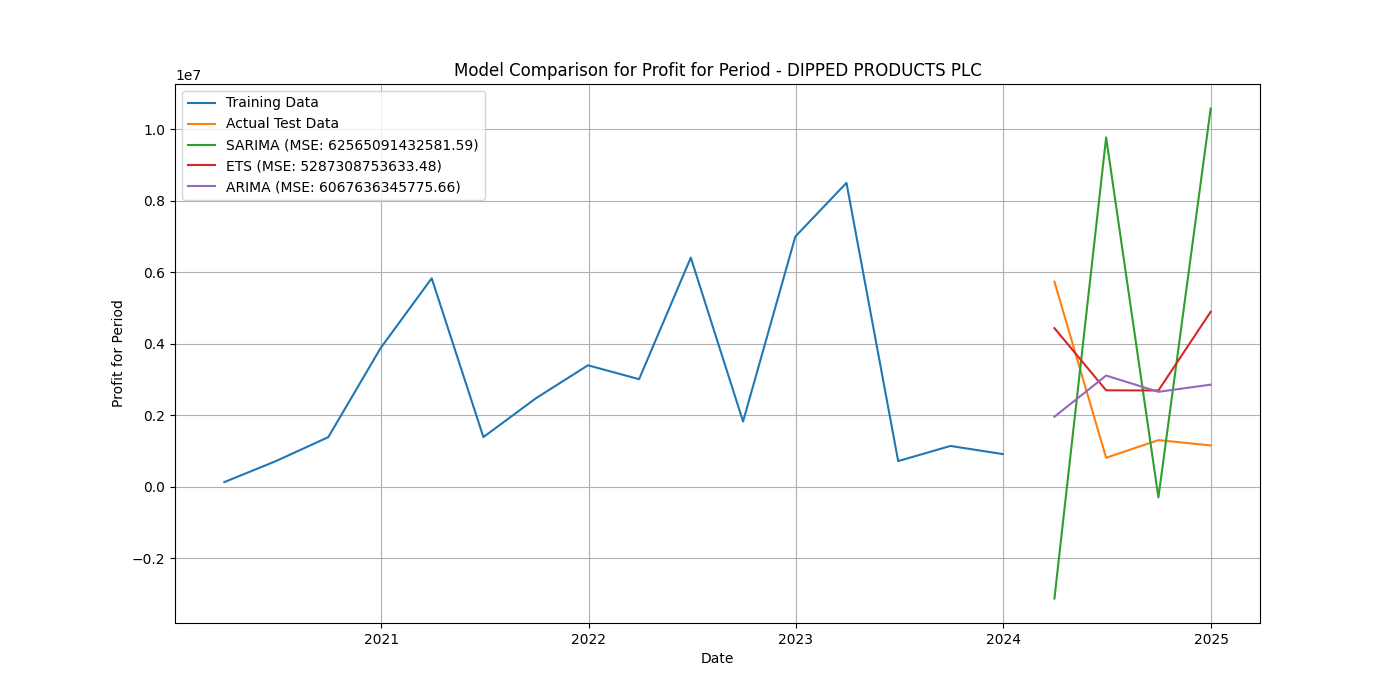 Model Comparison for Profit for Period - DIPPED PRODUCTS PLC
1e7
Training Data
Actual Test Data
SARIMA (MSE: 62565091432581.59)
ETS (MSE: 5287308753633.48)
ARIMA (MSE: 6067636345775.66)
1.0
0.8
0.6
0.4
0.2
0.0
−0.2
Profit for Period
2021 2022 2023 2024 2025
Date